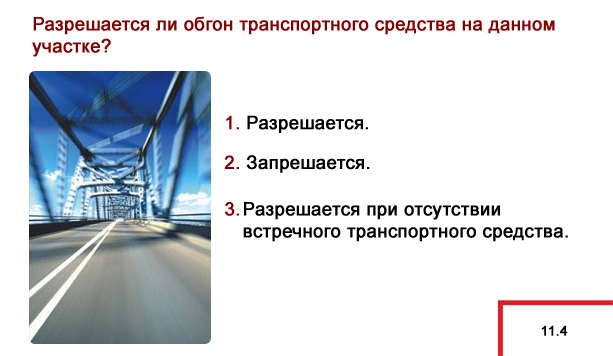 Разрешается ли обгон транспортного средства на данном
участке?
1. Разрешается.
2. Запрешается.
3. Разрешается при отсутствии
встречного транспортного средства.
11.4